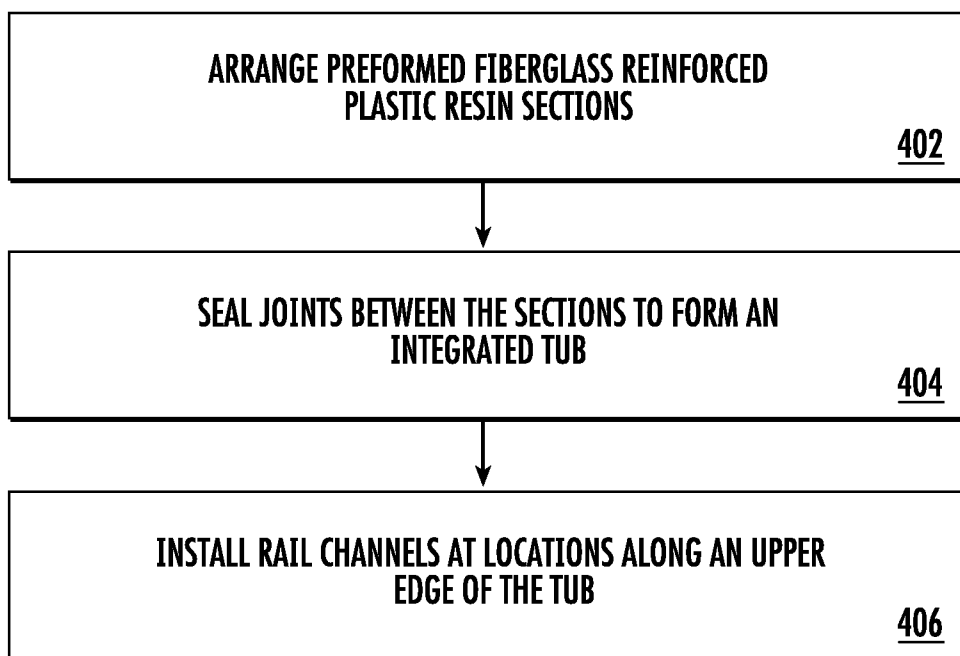 ARRANGE PREFORMED FIBERGLASS REINFORCED
PLASTIC RESIN SECTIONS
402
SEAL JOINTS BETWEEN THE SECTIONS TO FORM AN
INTEGRATED TUB
404
INSTALL RAIL CHANNELS AT LOCATIONS ALONG AN UPPER
EDGE OF THE TUB
406